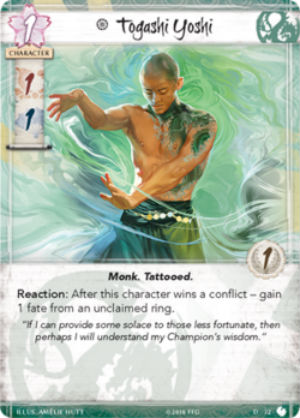 Togashi Yoshi
1
CHARACTER
1
1
1
Monk. Tattooed.
Reaction: After this character wins a conflict – gain
1 fate from an unclaimed ring.
"If I can provide some solace to those less fortunate, then
perhaps I will understand my Champion's wisdom."
ILLUS. AMÉLIE HUTT
©2018 FFG
12